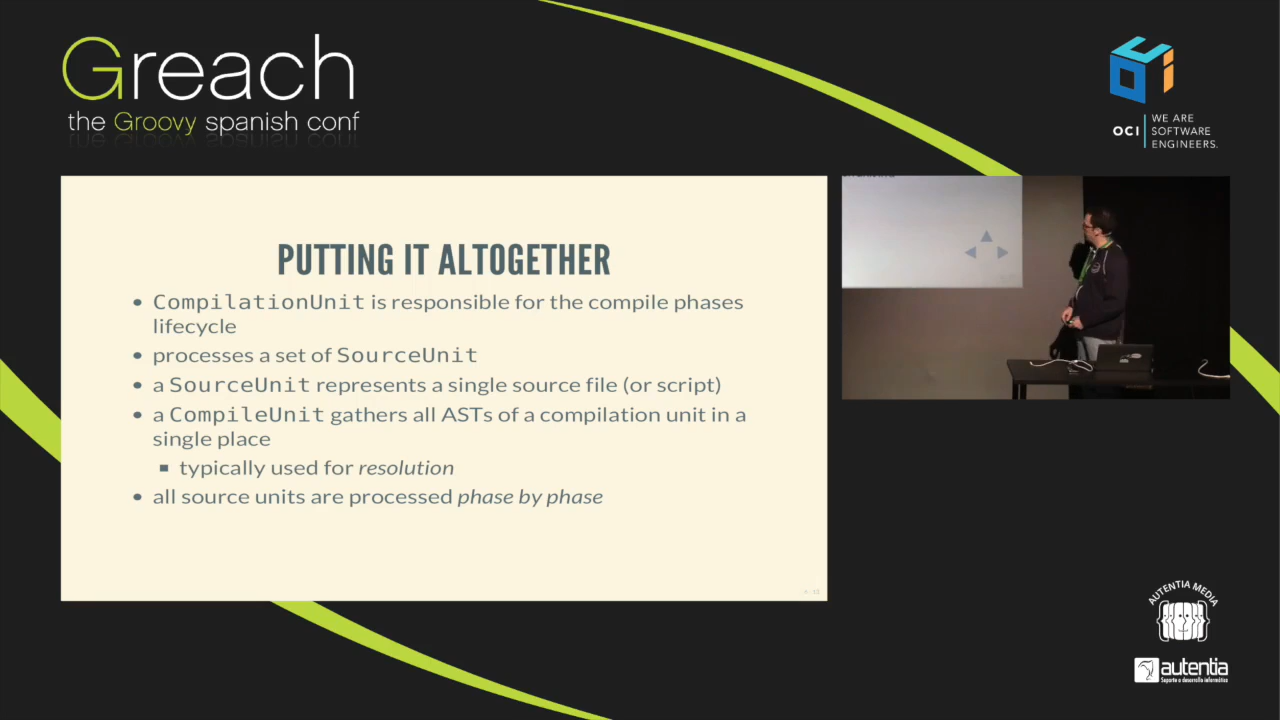 Greach
the Groovy spanish conf
OCI
WE ARE
SOFTWARE
ENGINEERS.
PUTTING IT ALTOGETHER
• CompilationUnit is responsible for the compile phases
lifecycle
• processes a set of SourceUnit
• a SourceUnit represents a single source file (or script)
• a CompileUnit gathers all ASTs of a compilation unit in a
single place
▪ typically used for resolution
• all source units are processed phase by phase
AUTENTIA MEDIA
autentia
Soporte a desarrollo informático